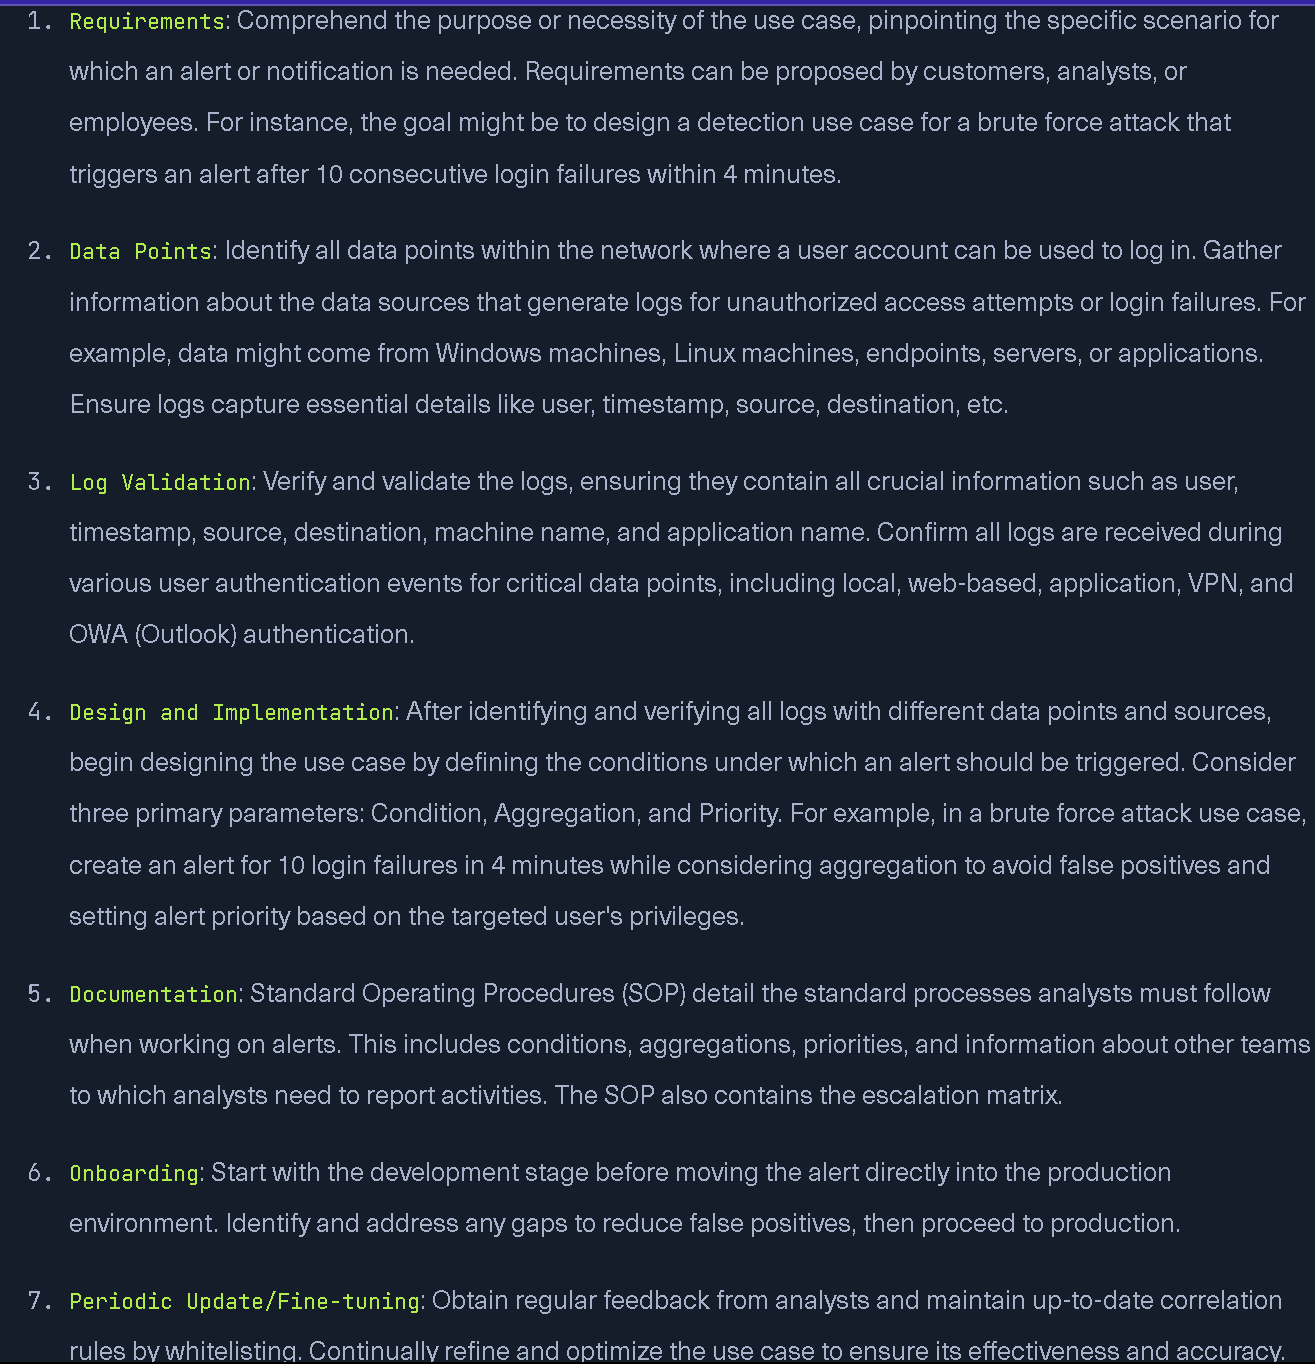 1. Requirements: Comprehend the purpose or necessity of the use case, pinpointing the specific scenario for
which an alert or notification is needed. Requirements can be proposed by customers, analysts, or
employees. For instance, the goal might be to design a detection use case for a brute force attack that
triggers an alert after 10 consecutive login failures within 4 minutes.
2. Data Points: Identify all data points within the network where a user account can be used to log in. Gather
information about the data sources that generate logs for unauthorized access attempts or login failures. For
example, data might come from Windows machines, Linux machines, endpoints, servers, or applications.
Ensure logs capture essential details like user, timestamp, source, destination, etc.
3. Log Validation: Verify and validate the logs, ensuring they contain all crucial information such as user,
timestamp, source, destination, machine name, and application name. Confirm all logs are received during
various user authentication events for critical data points, including local, web-based, application, VPN, and
OWA (Outlook) authentication.
4. Design and Implementation: After identifying and verifying all logs with different data points and sources,
begin designing the use case by defining the conditions under which an alert should be triggered. Consider
three primary parameters: Condition, Aggregation, and Priority. For example, in a brute force attack use case,
create an alert for 10 login failures in 4 minutes while considering aggregation to avoid false positives and
setting alert priority based on the targeted user's privileges.
5. Documentation: Standard Operating Procedures (SOP) detail the standard processes analysts must follow
when working on alerts. This includes conditions, aggregations, priorities, and information about other teams
to which analysts need to report activities. The SOP also contains the escalation matrix.
6. Onboarding: Start with the development stage before moving the alert directly into the production
environment. Identify and address any gaps to reduce false positives, then proceed to production.
7. Periodic Update/Fine-tuning: Obtain regular feedback from analysts and maintain up-to-date correlation
rules by whitelisting. Continually refine and optimize the use case to ensure its effectiveness and accuracy.